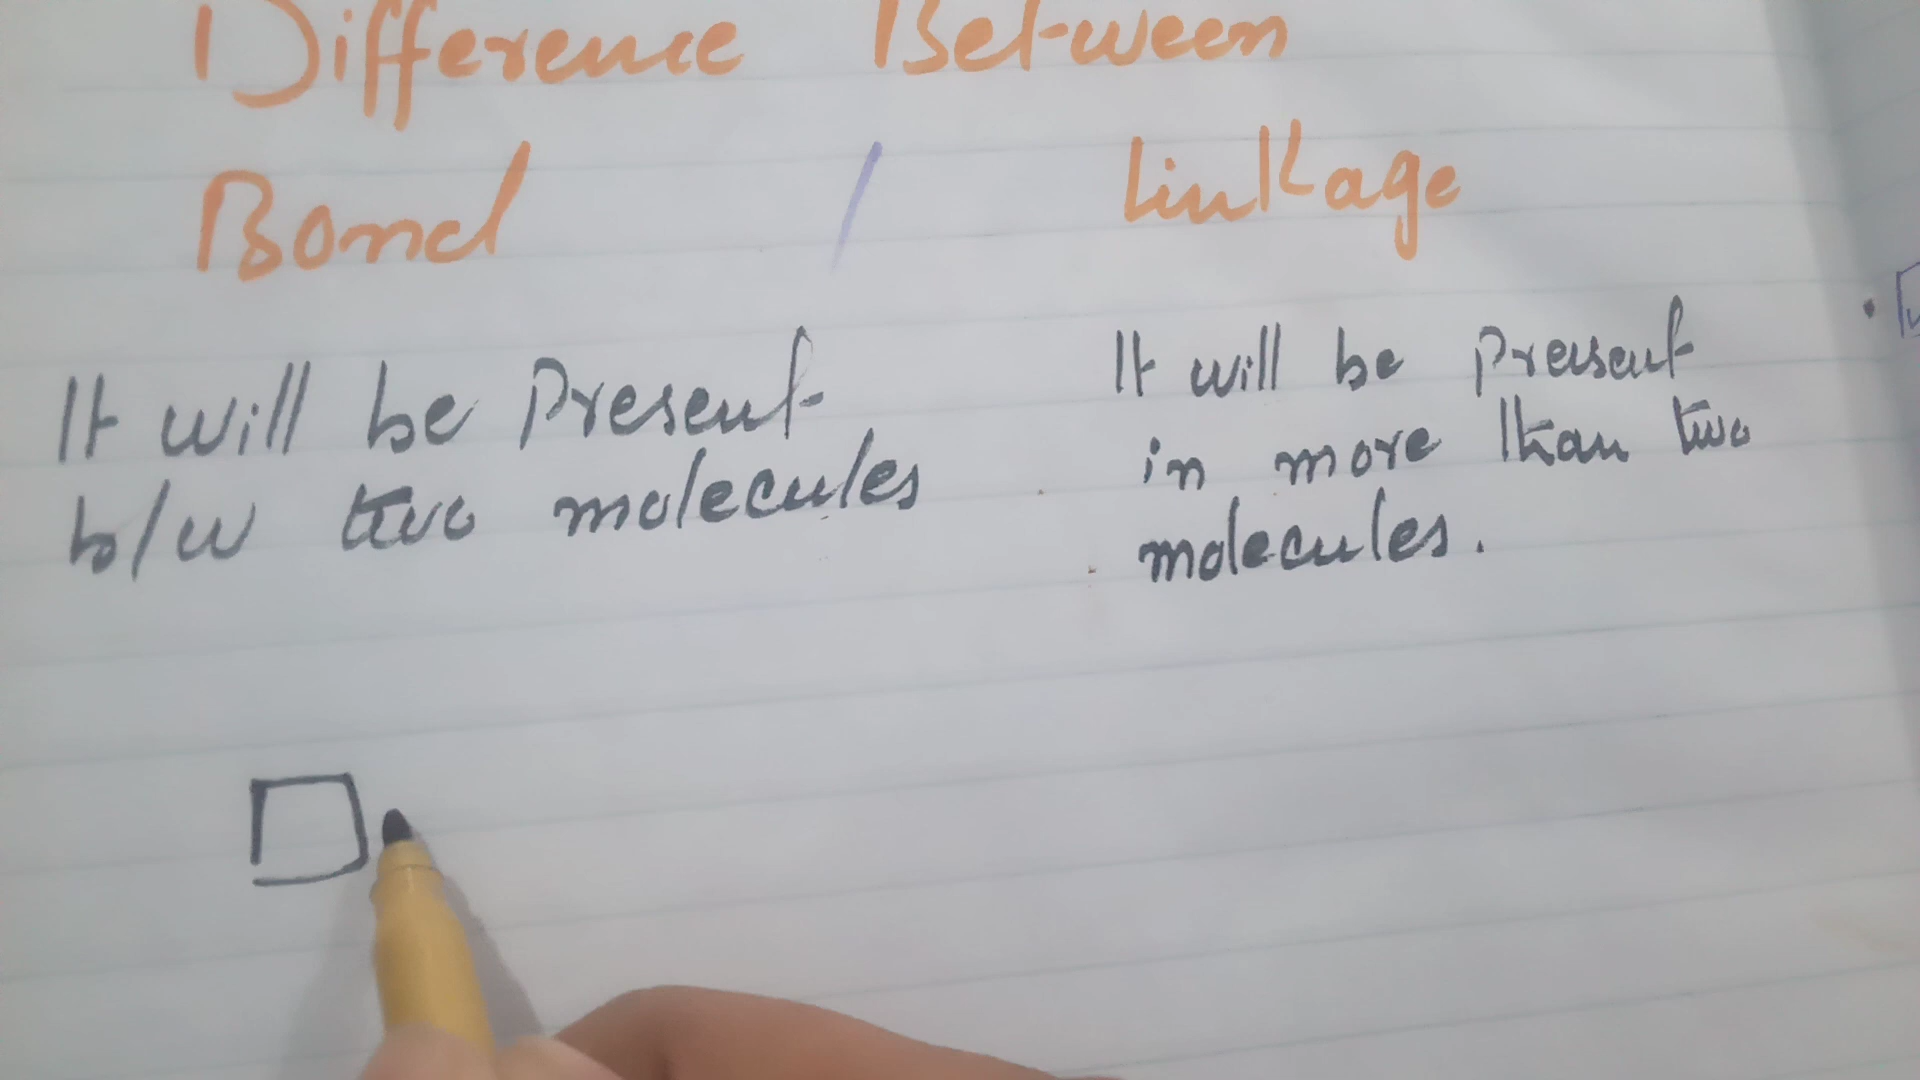 Difference Between
Bond / linkage
It will be Present
b/w two molecules
It will be present
in more than two
molecules.